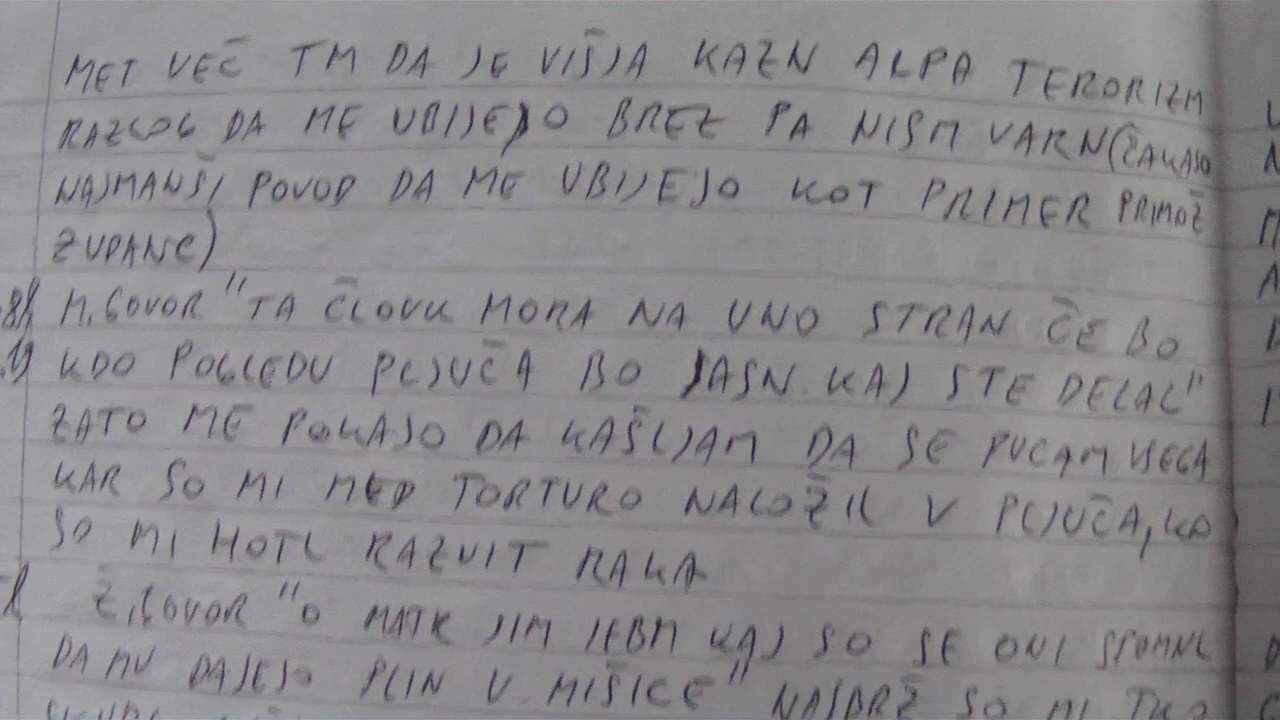 MET VEČ TM DA JE VIŠJA KAZN ALPA TERORIZM
RAZLOG DA ME UBIJEJO BREZ PA NISM VARN (ČAKAJO
NAJMANŠI POVOD DA ME UBIJEJO KOT PRIMER PRIMOŽ
ZUPANC)
M. GOVOR "TA ČLOVK MORA NA UNO STRAN ČE BO
KDO POGLEDU PLJUČA BO JASN KAJ STE DELAL"
ZATO ME POKAJO DA KAŠLJAM DA SE PUCAM VSEGA
KAR SO MI MED TORTURO NALOŽIL V PLJUČA, KO
SO MI HOTL RAZVIT RAKA
Ž. GOVOR "O MATR JIM JEBM KAJ SO SE ONI SPOMNL
DA MU DAJEJO PLIN V MIŠICE" NAJBRŽ SO MI